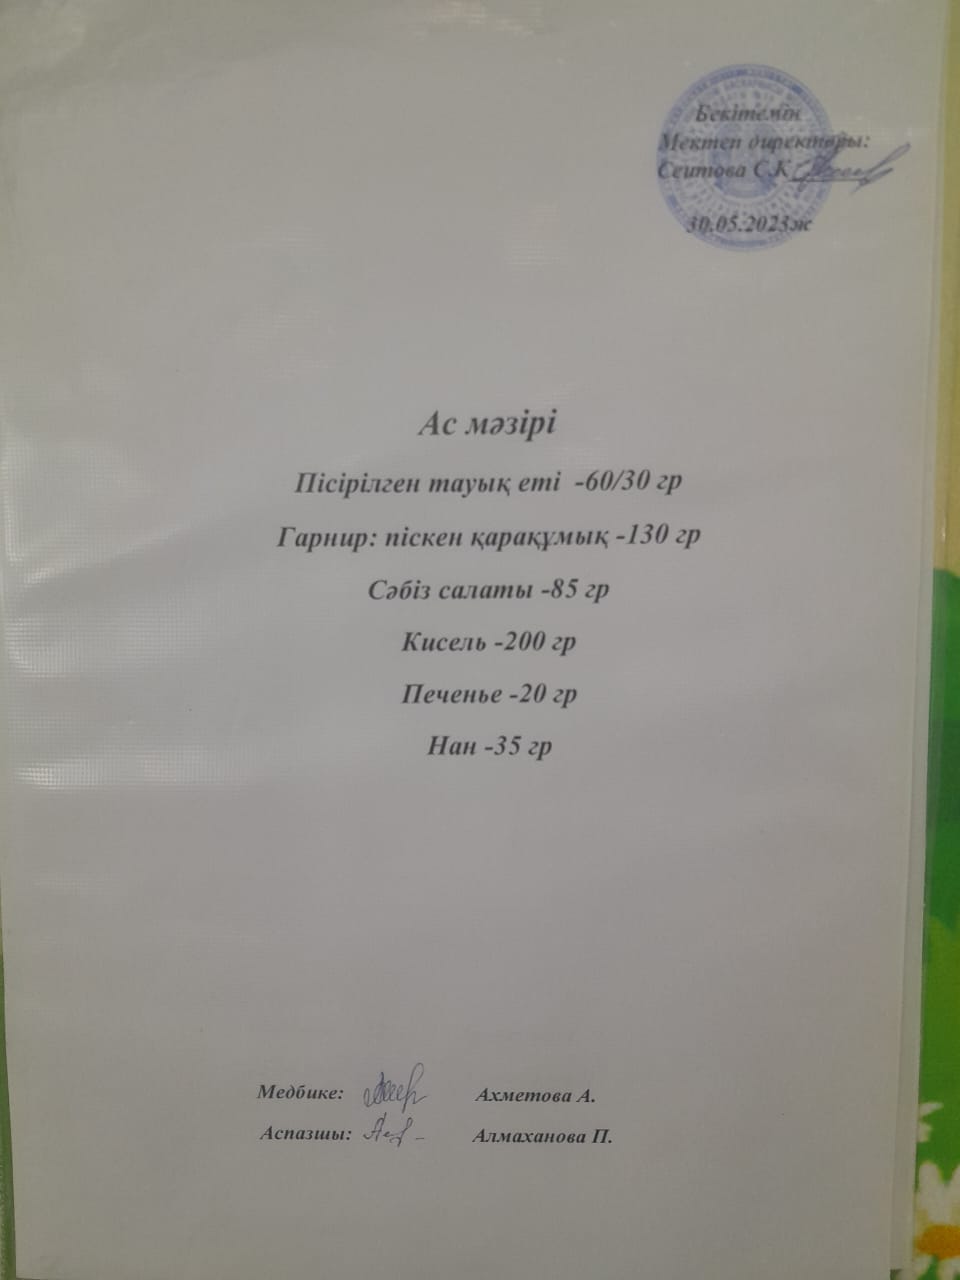 Бекітемін
Мектеп директоры:
Сеитова С.К
30.05.2023ж
Ас мәзірі
Пісірілген тауық еті -60/30 гр
Гарнир: піскен қарақұмық -130 гр
Сәбіз салаты -85 гр
Кисель -200 гр
Печенье -20 гр
Нан -35 гр
Медбике: Ахметова А.
Аспазшы: Алмаханова П.